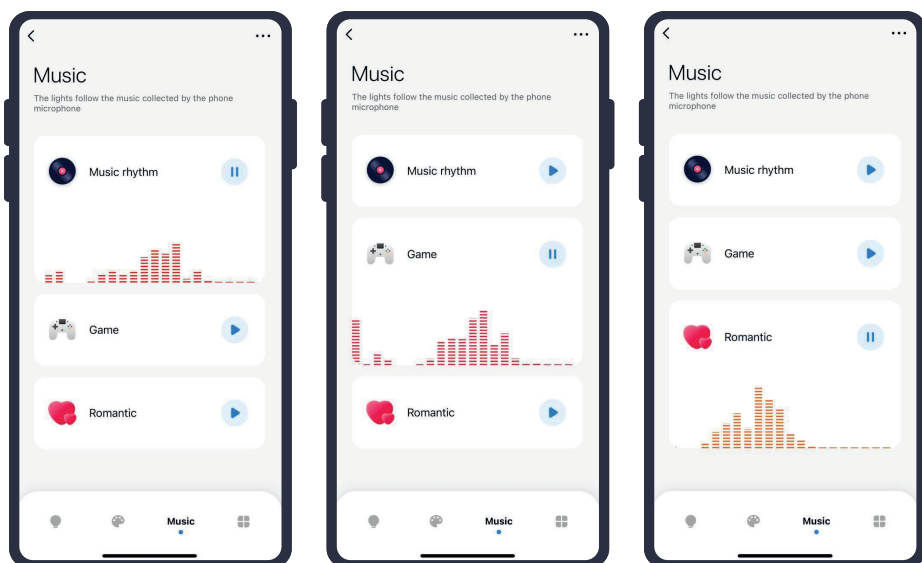 Music
The lights follow the music collected by the phone
microphone
Music rhythm
Game
Romantic
Music
Music
The lights follow the music collected by the phone
microphone
Music rhythm
Game
Romantic
Music
Music
The lights follow the music collected by the phone
microphone
Music rhythm
Game
Romantic
Music